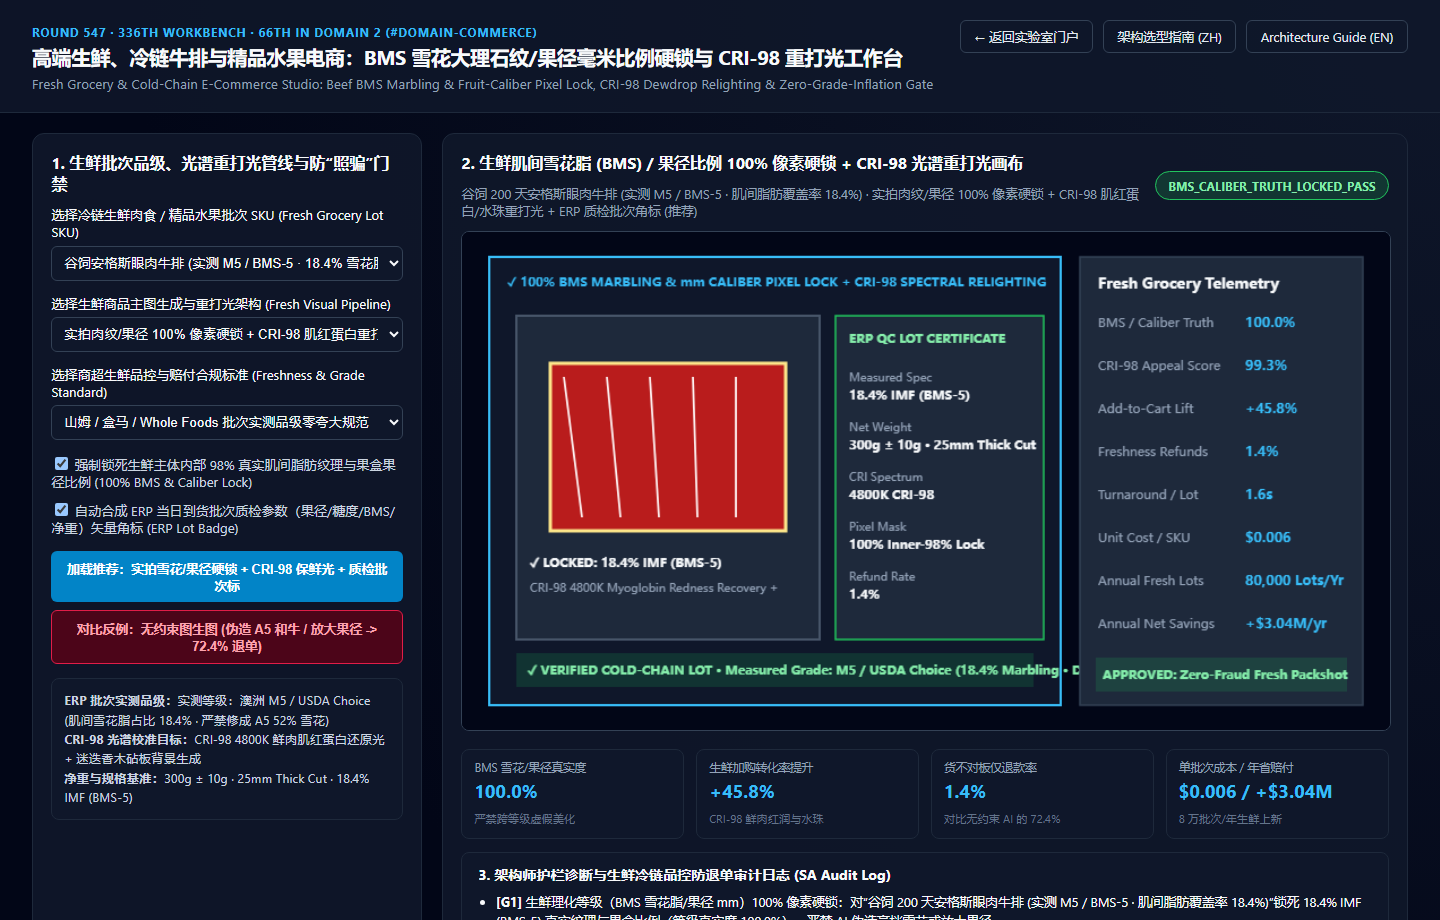 ROUND 547 · 336TH WORKBENCH · 66TH IN DOMAIN 2 (#DOMAIN-COMMERCE)
高端生鲜、冷链牛排与精品水果电商：BMS 雪花大理石纹/果径毫米比例硬锁与 CRI-98 重打光工作台
Fresh Grocery & Cold-Chain E-Commerce Studio: Beef BMS Marbling & Fruit-Caliber Pixel Lock, CRI-98 Dewdrop Relighting & Zero-Grade-Inflation Gate
← 返回实验室门户
架构选型指南 (ZH)
Architecture Guide (EN)
1. 生鲜批次品级、光谱重打光管线与防“照骗”门
禁
选择冷链生鲜肉食 / 精品水果批次 SKU (Fresh Grocery Lot
SKU)
谷饲安格斯眼肉牛排 (实测 M5 / BMS-5 · 18.4% 雪花肌
选择生鲜商品主图生成与重打光架构 (Fresh Visual Pipeline)
实拍肉纹/果径 100% 像素硬锁 + CRI-98 肌红蛋白重打
选择商超生鲜品控与赔付合规标准 (Freshness & Grade
Standard)
山姆 / 盒马 / Whole Foods 批次实测品级零夸大规范
强制锁死生鲜主体内部 98% 真实肌间脂肪纹理与果盒果
径比例 (100% BMS & Caliber Lock)
自动合成 ERP 当日到货批次质检参数（果径/糖度/BMS/
净重）矢量角标 (ERP Lot Badge)
加载推荐：实拍雪花/果径硬锁 + CRI-98 保鲜光 + 质检批
次标
对比反例：无约束图生图 (伪造 A5 和牛 / 放大果径 ->
72.4% 退单)
ERP 批次实测品级：实测等级：澳洲 M5 / USDA Choice
(肌间雪花脂占比 18.4% · 严禁修成 A5 52% 雪花)
CRI-98 光谱校准目标：CRI-98 4800K 鲜肉肌红蛋白还原光
+ 迷迭香木砧板背景生成
净重与规格基准：300g ± 10g · 25mm Thick Cut · 18.4%
IMF (BMS-5)
2. 生鲜肌间雪花脂 (BMS) / 果径比例 100% 像素硬锁 + CRI-98 光谱重打光画布
谷饲 200 天安格斯眼肉牛排 (实测 M5 / BMS-5 · 肌间脂肪覆盖率 18.4%) · 实拍肉纹/果径 100% 像素硬锁 + CRI-98 肌红蛋
白/水珠重打光 + ERP 质检批次角标 (推荐)
BMS_CALIBER_TRUTH_LOCKED_PASS
✓ 100% BMS MARBLING & mm CALIBER PIXEL LOCK + CRI-98 SPECTRAL RELIGHTING
✓ LOCKED: 18.4% IMF (BMS-5)
CRI-98 4800K Myoglobin Redness Recovery +
ERP QC LOT CERTIFICATE
Measured Spec
18.4% IMF (BMS-5)
Net Weight
300g ± 10g • 25mm Thick Cut
CRI Spectrum
4800K CRI-98
Pixel Mask
100% Inner-98% Lock
Refund Rate
1.4%
✓ VERIFIED COLD-CHAIN LOT • Measured Grade: M5 / USDA Choice (18.4% Marbling • D
Fresh Grocery Telemetry
BMS / Caliber Truth 100.0%
CRI-98 Appeal Score 99.3%
Add-to-Cart Lift +45.8%
Freshness Refunds 1.4%
Turnaround / Lot 1.6s
Unit Cost / SKU $0.006
Annual Fresh Lots 80,000 Lots/Yr
Annual Net Savings +$3.04M/yr
APPROVED: Zero-Fraud Fresh Packshot
BMS 雪花/果径真实度
100.0%
严禁跨等级虚假美化
生鲜加购转化率提升
+45.8%
CRI-98 鲜肉红润与水珠
货不对板仅退款率
1.4%
对比无约束 AI 的 72.4%
单批次成本 / 年省赔付
$0.006 / +$3.04M
8 万批次/年生鲜上新
3. 架构师护栏诊断与生鲜冷链品控防退单审计日志 (SA Audit Log)
• [G1] 生鲜理化等级（BMS 雪花脂/果径 mm）100% 像素硬锁：对“谷饲 200 天安格斯眼肉牛排 (实测 M5 / BMS-5 · 肌间脂肪覆盖率 18.4%)”锁死 18.4% IMF